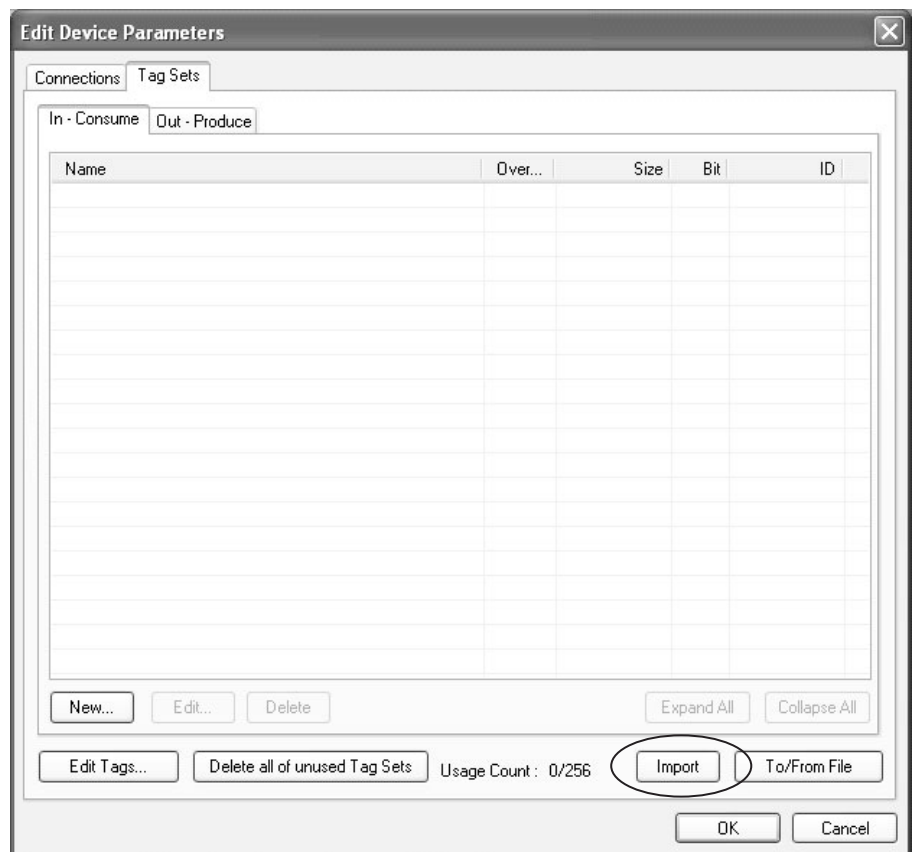 Edit Device Parameters
Connections Tag Sets
In - Consume Out - Produce
Name Over... Size Bit ID
New... Edit... Delete Expand All Collapse All
Edit Tags... Delete all of unused Tag Sets Usage Count : 0/256 Import To/From File
OK Cancel